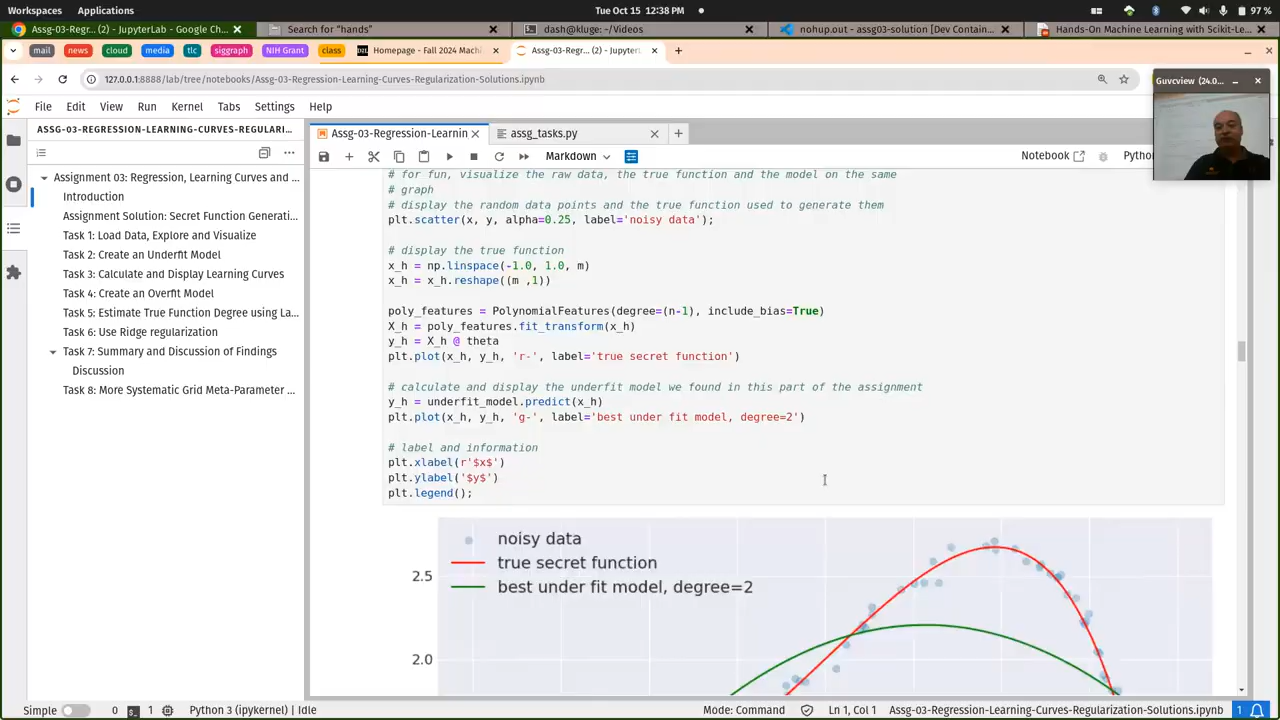 Workspaces Applications Tue Oct 15 12:38 PM 97 %
Assg-03-Regr... (2) - JupyterLab - Google Ch... Search for "hands" dash@kluge: ~/Videos nohup.out - assg03-solution [Dev Contain... Hands-On Machine Learning with Scikit-Le...
mail news cloud media tlc siggraph NIH Grant class Homepage - Fall 2024 Machi Assg-03-Regr... (2) - Jupyter
127.0.0.1:8888/lab/tree/notebooks/Assg-03-Regression-Learning-Curves-Regularization-Solutions.ipynb
Guvcview (24.0...
File Edit View Run Kernel Tabs Settings Help
ASSG-03-REGRESSION-LEARNING-CURVES-REGULARI...
Assg-03-Regression-Learnin assg_tasks.py
Markdown Notebook Python
Assignment 03: Regression, Learning Curves and ...
Introduction
Assignment Solution: Secret Function Generati...
Task 1: Load Data, Explore and Visualize
Task 2: Create an Underfit Model
Task 3: Calculate and Display Learning Curves
Task 4: Create an Overfit Model
Task 5: Estimate True Function Degree using La...
Task 6: Use Ridge regularization
Task 7: Summary and Discussion of Findings
Discussion
Task 8: More Systematic Grid Meta-Parameter ...
# for fun, visualize the raw data, the true function and the model on the same
# graph
# display the random data points and the true function used to generate them
plt.scatter(x, y, alpha=0.25, label='noisy data');
# display the true function
x_h = np.linspace(-1.0, 1.0, m)
x_h = x_h.reshape((m ,1))
poly_features = PolynomialFeatures(degree=(n-1), include_bias=True)
X_h = poly_features.fit_transform(x_h)
y_h = X_h @ theta
plt.plot(x_h, y_h, 'r-', label='true secret function')
# calculate and display the underfit model we found in this part of the assignment
y_h = underfit_model.predict(x_h)
plt.plot(x_h, y_h, 'g-', label='best under fit model, degree=2')
# label and information
plt.xlabel(r'$x$')
plt.ylabel('$y$')
plt.legend();
noisy data
true secret function
best under fit model, degree=2
2.5
2.0
Simple 0 1 Python 3 (ipykernel) | Idle Mode: Command Ln 1, Col 1 Assg-03-Regression-Learning-Curves-Regularization-Solutions.ipynb 1